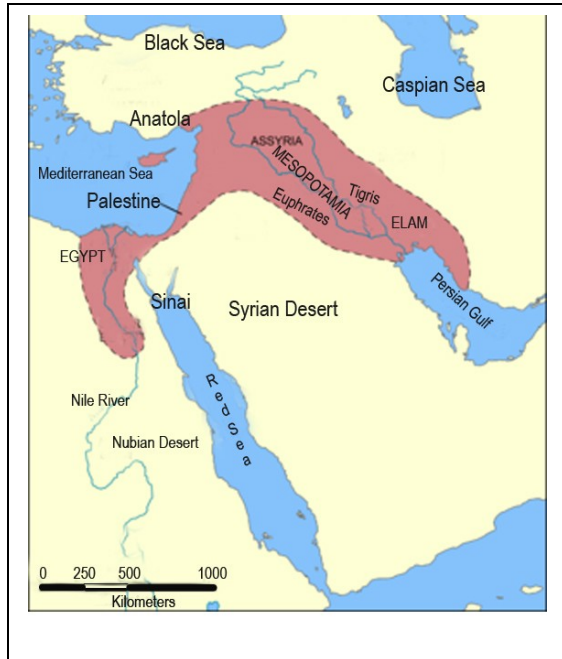 Black Sea
Caspian Sea
Anatola
ASSYRIA
Mediterranean Sea
MESOPOTAMIA
Tigris
Palestine
Euphrates
ELAM
EGYPT
Sinai
Syrian Desert
Persian Gulf
Red Sea
Nile River
Nubian Desert
0 250 500 1000
Kilometers